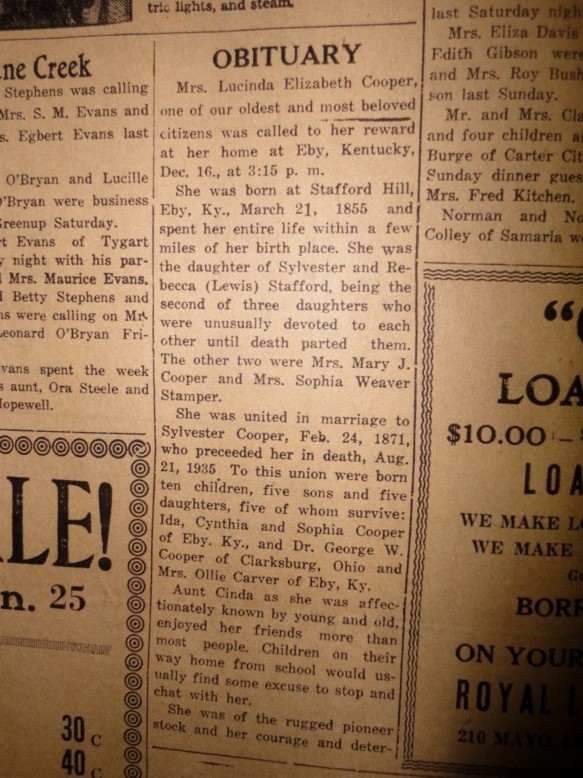 tric lights, and steam.
ne Creek
Stephens was calling
Mrs. S. M. Evans and
s. Egbert Evans last
O'Bryan and Lucille
O'Bryan were business
Greenup Saturday.
rt Evans of Tygart
y night with his par-
Mrs. Maurice Evans.
d Betty Stephens and
ns were calling on Mr.
Leonard O'Bryan Fri-
vans spent the week
s aunt, Ora Steele and
Hopewell.
LE!
n. 25
30 c
40 c
OBITUARY
Mrs. Lucinda Elizabeth Cooper,
one of our oldest and most beloved
citizens was called to her reward
at her home at Eby, Kentucky,
Dec. 16., at 3:15 p. m.
She was born at Stafford Hill,
Eby, Ky., March 21, 1855 and
spent her entire life within a few
miles of her birth place. She was
the daughter of Sylvester and Re-
becca (Lewis) Stafford, being the
second of three daughters who
were unusually devoted to each
other until death parted them.
The other two were Mrs. Mary J.
Cooper and Mrs. Sophia Weaver
Stamper.
She was united in marriage to
Sylvester Cooper, Feb. 24, 1871,
who preceeded her in death, Aug.
21, 1935 To this union were born
ten children, five sons and five
daughters, five of whom survive:
Ida, Cynthia and Sophia Cooper
of Eby. Ky., and Dr. George W.
Cooper of Clarksburg, Ohio and
Mrs. Ollie Carver of Eby, Ky.
Aunt Cinda as she was affec-
tionately known by young and old,
enjoyed her friends more than
most people. Children on their
way home from school would us-
ually find some excuse to stop and
chat with her.
She was of the rugged pioneer
stock and her courage and deter-
last Saturday nigh
Mrs. Eliza Davis
Edith Gibson were
and Mrs. Roy Bush
son last Sunday.
Mr. and Mrs. Cla
and four children a
Burge of Carter Cit
Sunday dinner gues
Mrs. Fred Kitchen.
Norman and No
Colley of Samaria w
"
LOA
$10.00 –
LOA
WE MAKE L
WE MAKE
BORR
ON YOUR
ROYAL
210 MAYO A